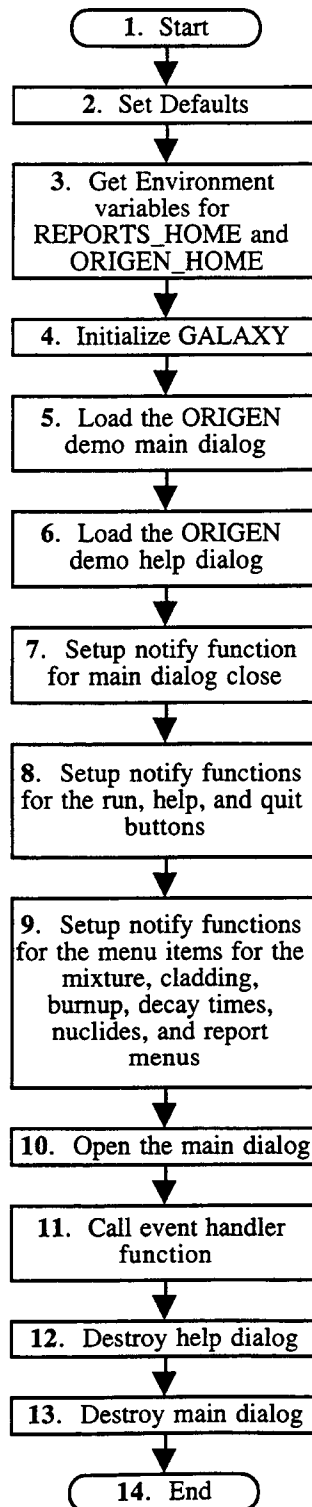 1. Start
2. Set Defaults
3. Get Environment
variables for
REPORTS_HOME and
ORIGEN_HOME
4. Initialize GALAXY
5. Load the ORIGEN
demo main dialog
6. Load the ORIGEN
demo help dialog
7. Setup notify function
for main dialog close
8. Setup notify functions
for the run, help, and quit
buttons
9. Setup notify functions
for the menu items for the
mixture, cladding,
burnup, decay times,
nuclides, and report
menus
10. Open the main dialog
11. Call event handler
function
12. Destroy help dialog
13. Destroy main dialog
14. End